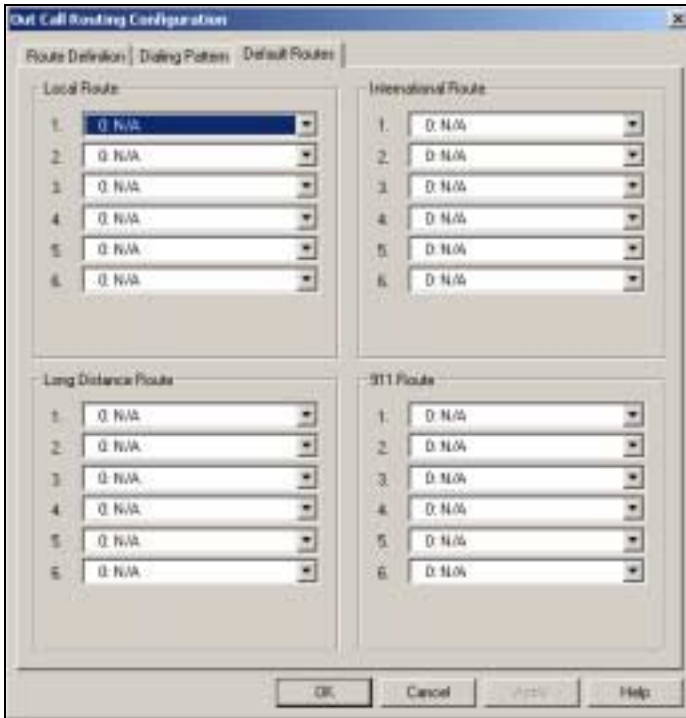 Out Call Routing Configuration
Route Definition
Dialing Pattern
Default Routes
Local Route
1. 0: N/A
2. 0: N/A
3. 0: N/A
4. 0: N/A
5. 0: N/A
6. 0: N/A
International Route
1. 0: N/A
2. 0: N/A
3. 0: N/A
4. 0: N/A
5. 0: N/A
6. 0: N/A
Long Distance Route
1. 0: N/A
2. 0: N/A
3. 0: N/A
4. 0: N/A
5. 0: N/A
6. 0: N/A
911 Route
1. 0: N/A
2. 0: N/A
3. 0: N/A
4. 0: N/A
5. 0: N/A
6. 0: N/A
OK
Cancel
Apply
Help